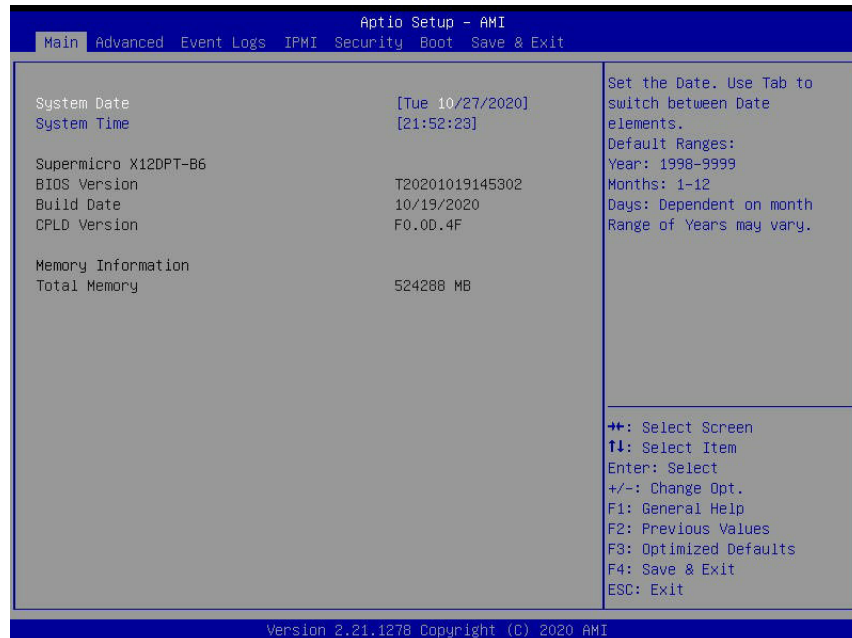 Aptio Setup – AMI
Main Advanced Event Logs IPMI Security Boot Save & Exit
System Date [Tue 10/27/2020]
System Time [21:52:23]
Supermicro X12DPT-B6
BIOS Version T20201019145302
Build Date 10/19/2020
CPLD Version F0.0D.4F
Memory Information
Total Memory 524288 MB
Set the Date. Use Tab to
switch between Date
elements.
Default Ranges:
Year: 1998-9999
Months: 1-12
Days: Dependent on month
Range of Years may vary.
→←: Select Screen
↑↓: Select Item
Enter: Select
+/-: Change Opt.
F1: General Help
F2: Previous Values
F3: Optimized Defaults
F4: Save & Exit
ESC: Exit
Version 2.21.1278 Copyright (C) 2020 AMI